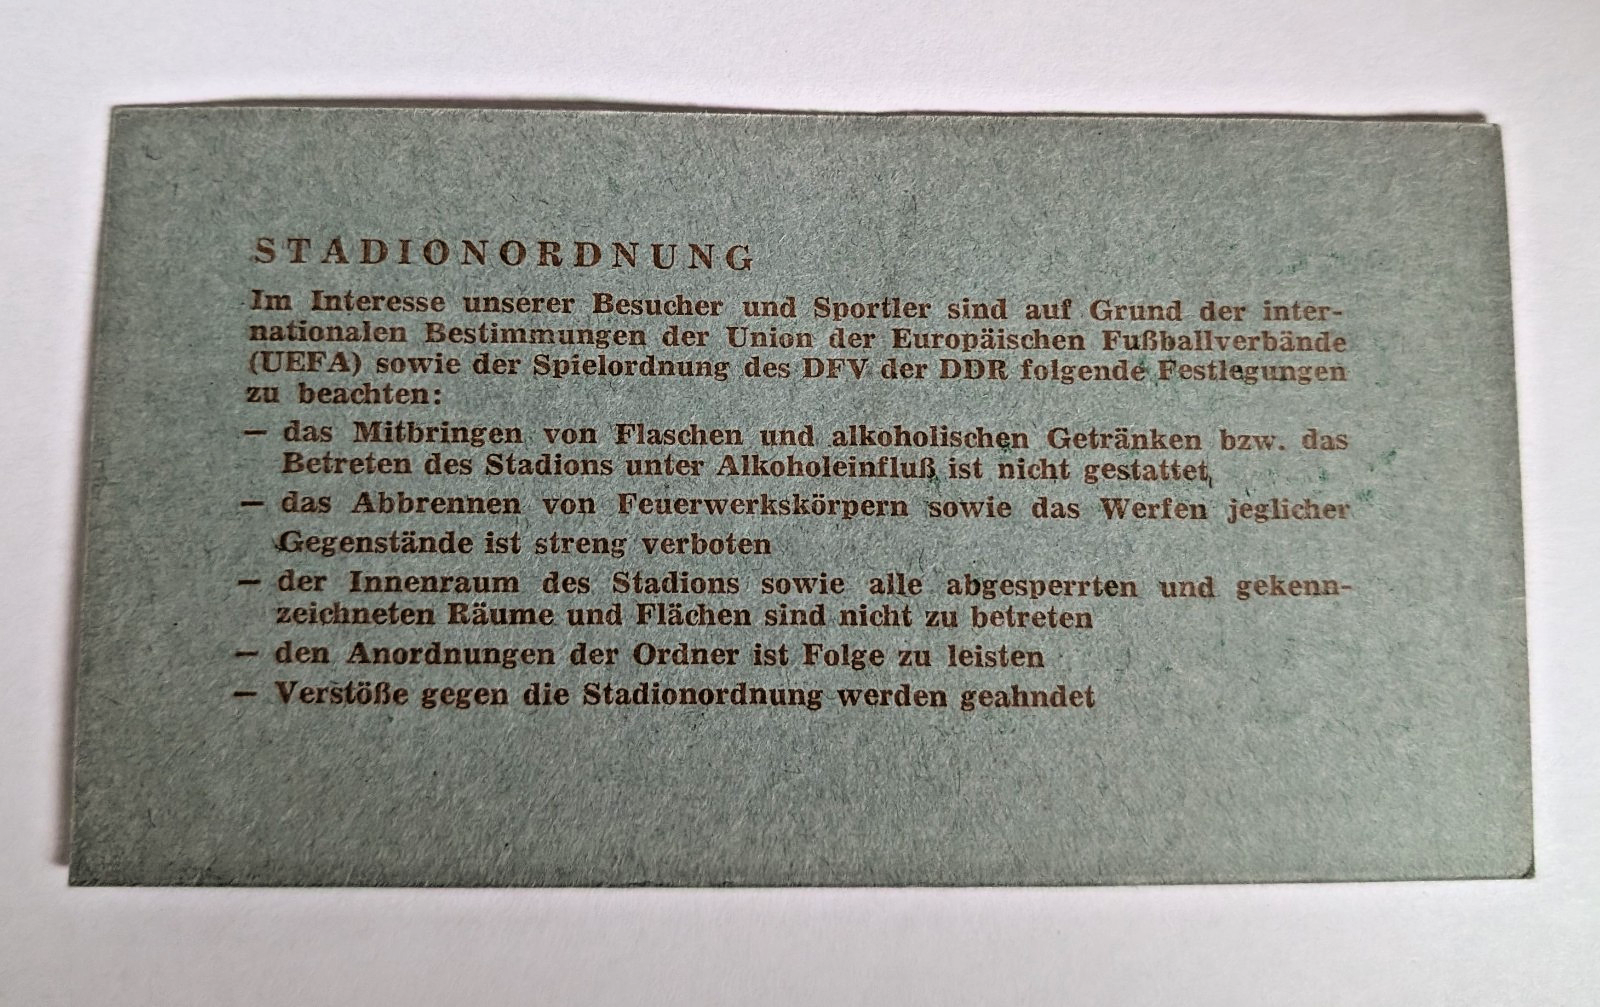 STADIONORDNUNG
Im Interesse unserer Besucher und Sportler sind auf Grund der inter-
nationalen Bestimmungen der Union der Europäischen Fußballverbände
(UEFA) sowie der Spielordnung des DFV der DDR folgende Festlegungen
zu beachten:
— das Mitbringen von Flaschen und alkoholischen Getränken bzw. das
Betreten des Stadions unter Alkoholeinfluß ist nicht gestattet,
— das Abbrennen von Feuerwerkskörpern sowie das Werfen jeglicher
Gegenstände ist streng verboten
— der Innenraum des Stadions sowie alle abgesperrten und gekenn-
zeichneten Räume und Flächen sind nicht zu betreten
— den Anordnungen der Ordner ist Folge zu leisten
— Verstöße gegen die Stadionordnung werden geahndet